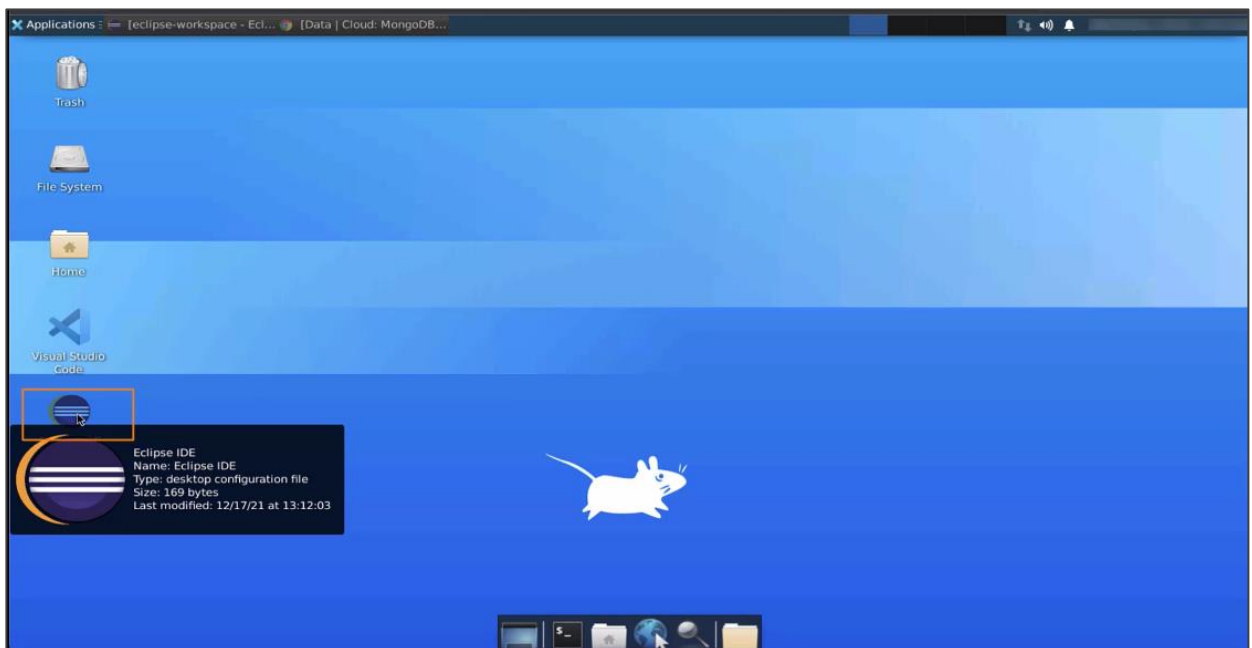 Applications
[eclipse-workspace - Ecl...
[Data | Cloud: MongoDB...
Trash
File System
Home
Visual Studio
Code
Eclipse IDE
Name: Eclipse IDE
Type: desktop configuration file
Size: 169 bytes
Last modified: 12/17/21 at 13:12:03
$_